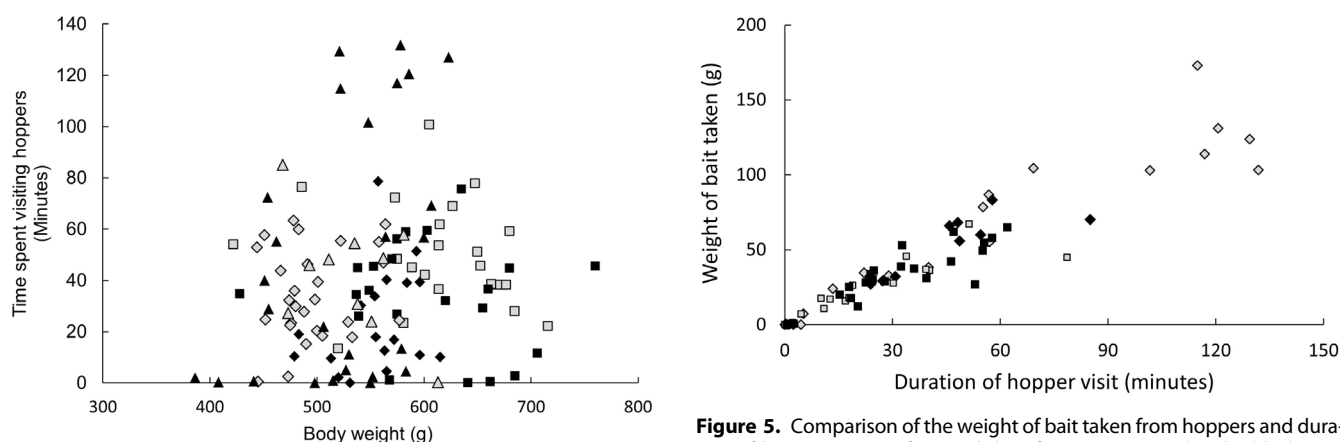 140
120
100
80
60
40
20
0
300 400 500 600 700 800
Time spent visiting hoppers
(Minutes)
Body weight (g)
200
150
100
50
0
0 30 60 90 120 150
Weight of bait taken (g)
Duration of hopper visit (minutes)
Figure 5. Comparison of the weight of bait taken from hoppers and dura-